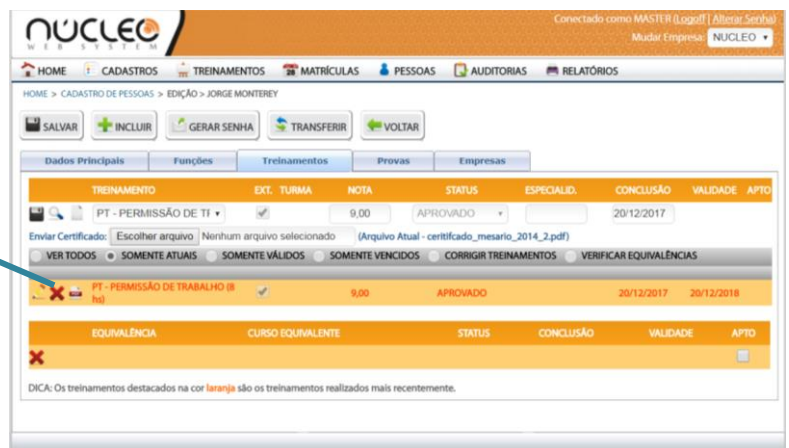 NÚCLEO
WEB SYSTEM
Conectado como MASTER (Logoff | Alterar Senha)
Mudar Empresa: NUCLEO
HOME CADASTROS TREINAMENTOS MATRÍCULAS PESSOAS AUDITORIAS RELATÓRIOS
HOME > CADASTRO DE PESSOAS > EDIÇÃO > JORGE MONTEREY
SALVAR INCLUIR GERAR SENHA TRANSFERIR VOLTAR
Dados Principais Funções Treinamentos Provas Empresas
TREINAMENTO EXT. TURMA NOTA STATUS ESPECIALID. CONCLUSÃO VALIDADE APTO
PT - PERMISSÃO DE TF 9,00 APROVADO 20/12/2017
Enviar Certificado: Escolher arquivo Nenhum arquivo selecionado (Arquivo Atual - ceritifcado_mesario_2014_2.pdf)
VER TODOS SOMENTE ATUAIS SOMENTE VÁLIDOS SOMENTE VENCIDOS CORRIGIR TREINAMENTOS VERIFICAR EQUIVALÊNCIAS
PT - PERMISSÃO DE TRABALHO (8 hs) 9,00 APROVADO 20/12/2017 20/12/2018
EQUIVALÊNCIA CURSO EQUIVALENTE STATUS CONCLUSÃO VALIDADE APTO
DICA: Os treinamentos destacados na cor laranja são os treinamentos realizados mais recentemente.